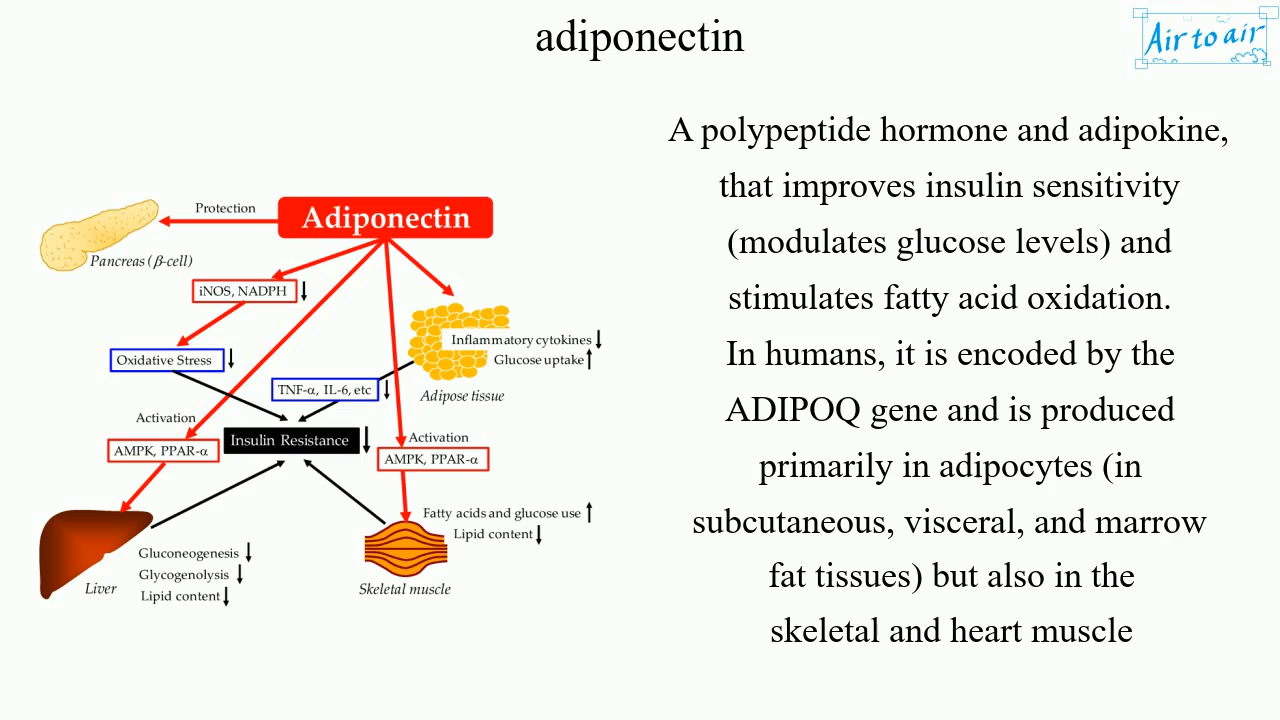 adiponectin
Air to air
A polypeptide hormone and adipokine,
that improves insulin sensitivity
(modulates glucose levels) and
stimulates fatty acid oxidation.
In humans, it is encoded by the
ADIPOQ gene and is produced
primarily in adipocytes (in
subcutaneous, visceral, and marrow
fat tissues) but also in the
skeletal and heart muscle
Protection
Adiponectin
Pancreas (β-cell)
iNOS, NADPH ↓
Inflammatory cytokines ↓
Oxidative Stress ↓
Glucose uptake ↑
TNF-α, IL-6, etc ↓
Adipose tissue
Activation
Insulin Resistance ↓
Activation
AMPK, PPAR-α
AMPK, PPAR-α
Fatty acids and glucose use ↑
Lipid content ↓
Gluconeogenesis ↓
Glycogenolysis ↓
Lipid content ↓
Liver
Skeletal muscle